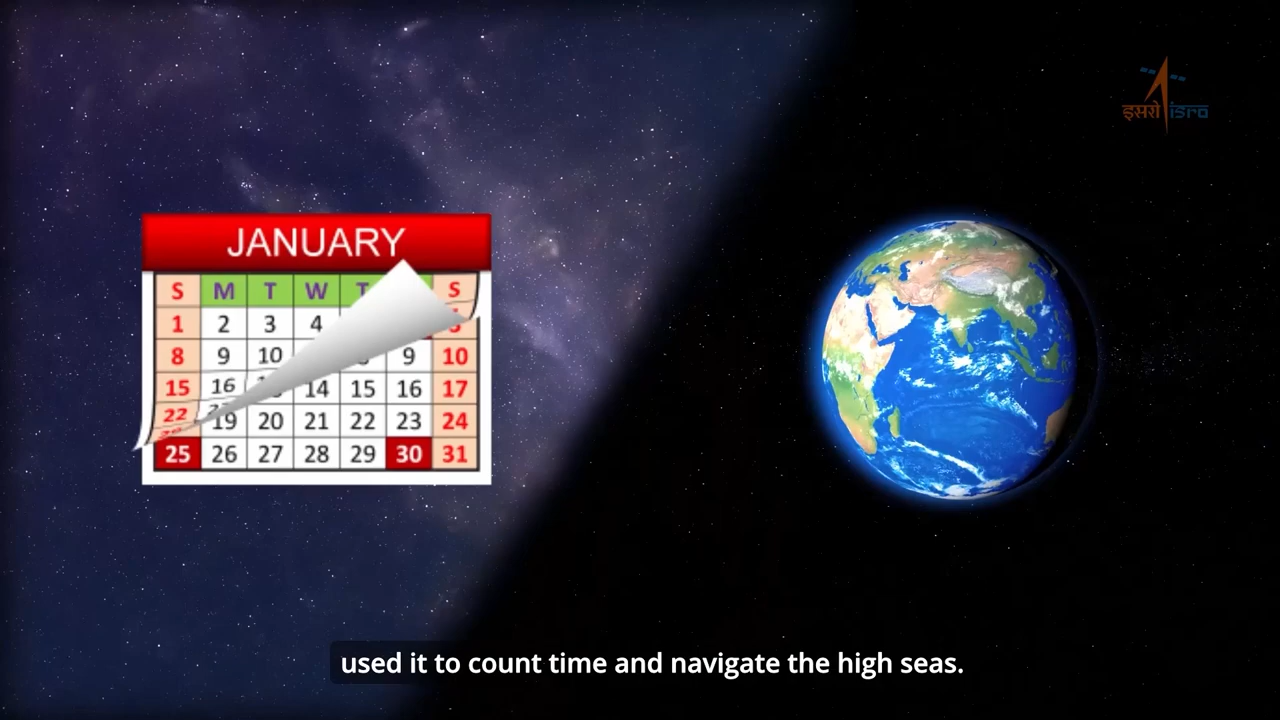 इसरो isro
JANUARY
S M T W T S
1 2 3 4
8 9 10 9 10
15 16 14 15 16 17
22 19 20 21 22 23 24
25 26 27 28 29 30 31
used it to count time and navigate the high seas.